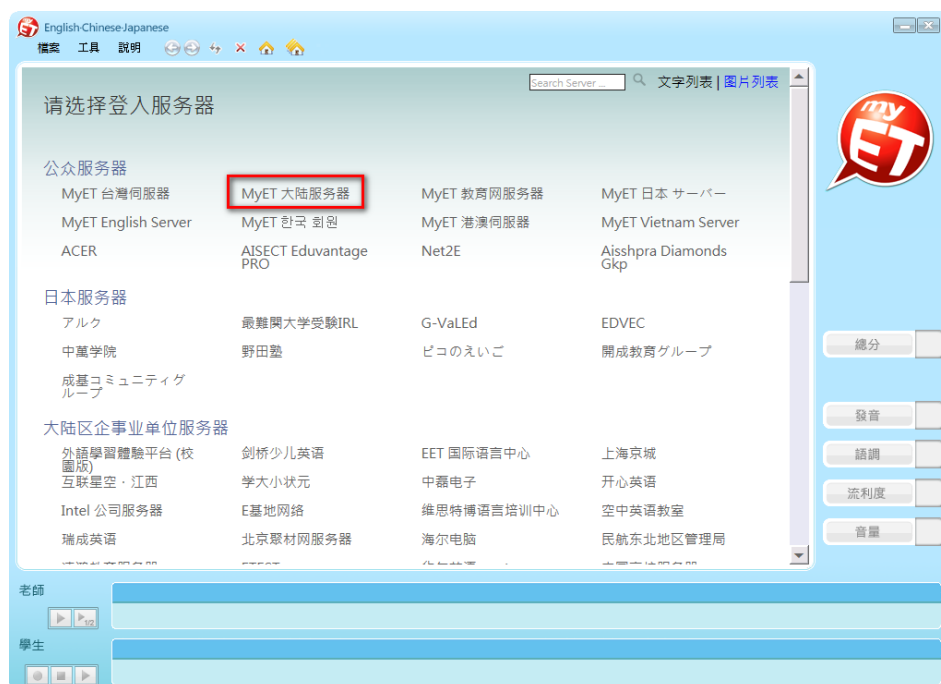 English-Chinese-Japanese
檔案 工具 說明
Search Server ... 文字列表 | 图片列表
请选择登入服务器
公众服务器
MyET 台灣伺服器 MyET 大陆服务器 MyET 教育网服务器 MyET 日本 サーバー
MyET English Server MyET 한국 회원 MyET 港澳伺服器 MyET Vietnam Server
ACER AISECT Eduvantage PRO Net2E Aisshpra Diamonds Gkp
日本服务器
アルク 最難関大学受験IRL G-VaLEd EDVEC
中萬学院 野田塾 ピコのえいご 開成教育グループ
成基コミュニティグループ
大陆区企事业单位服务器
外語學習體驗平台 (校園版) 剑桥少儿英语 EET 国际语言中心 上海京城
互联星空·江西 学大小状元 中磊电子 开心英语
Intel 公司服务器 E基地网络 维思特博语言培训中心 空中英语教室
瑞成英语 北京聚材网服务器 海尔电脑 民航东北地区管理局
my ET
總分
發音
語調
流利度
音量
老師
1/2
學生